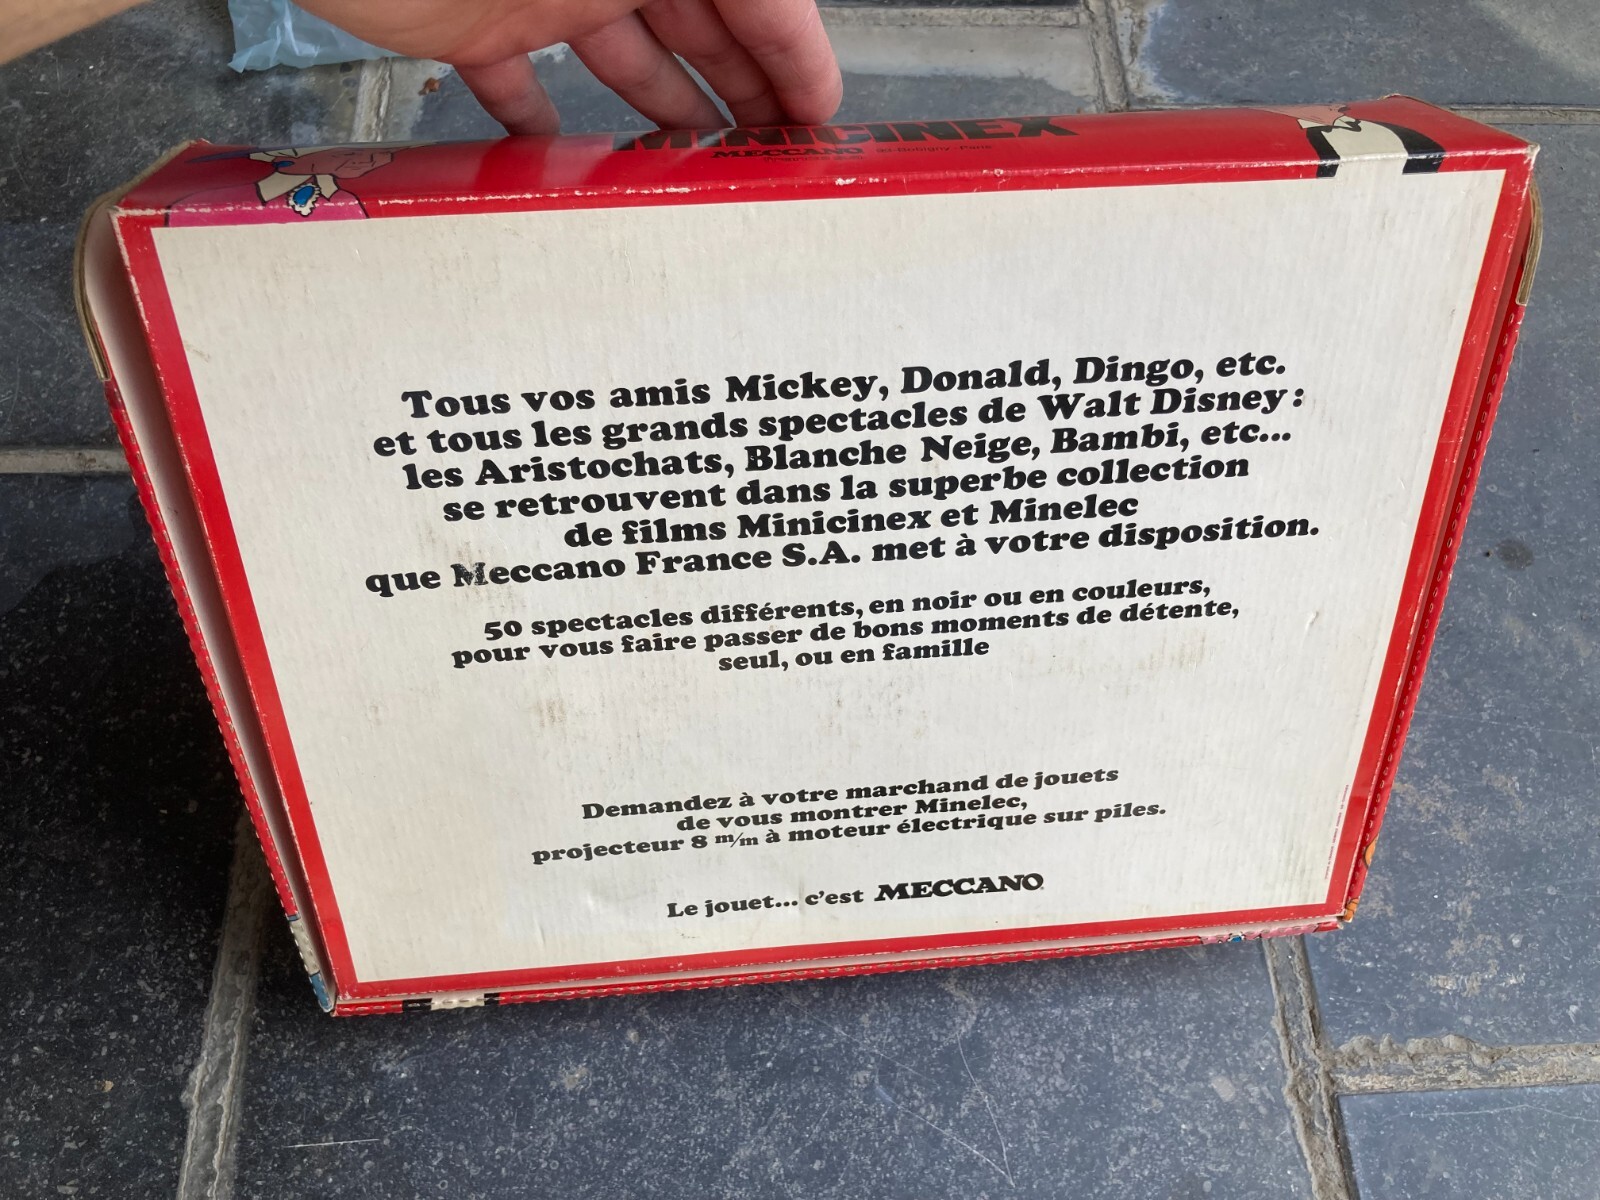 MINICINEX
MECCANO
Tous vos amis Mickey, Donald, Dingo, etc.
et tous les grands spectacles de Walt Disney :
les Aristochats, Blanche Neige, Bambi, etc...
se retrouvent dans la superbe collection
de films Minicinex et Minelec
que Meccano France S.A. met à votre disposition.
50 spectacles différents, en noir ou en couleurs,
pour vous faire passer de bons moments de détente,
seul, ou en famille
Demandez à votre marchand de jouets
de vous montrer Minelec,
projecteur 8 m/m à moteur électrique sur piles.
Le jouet... c'est MECCANO